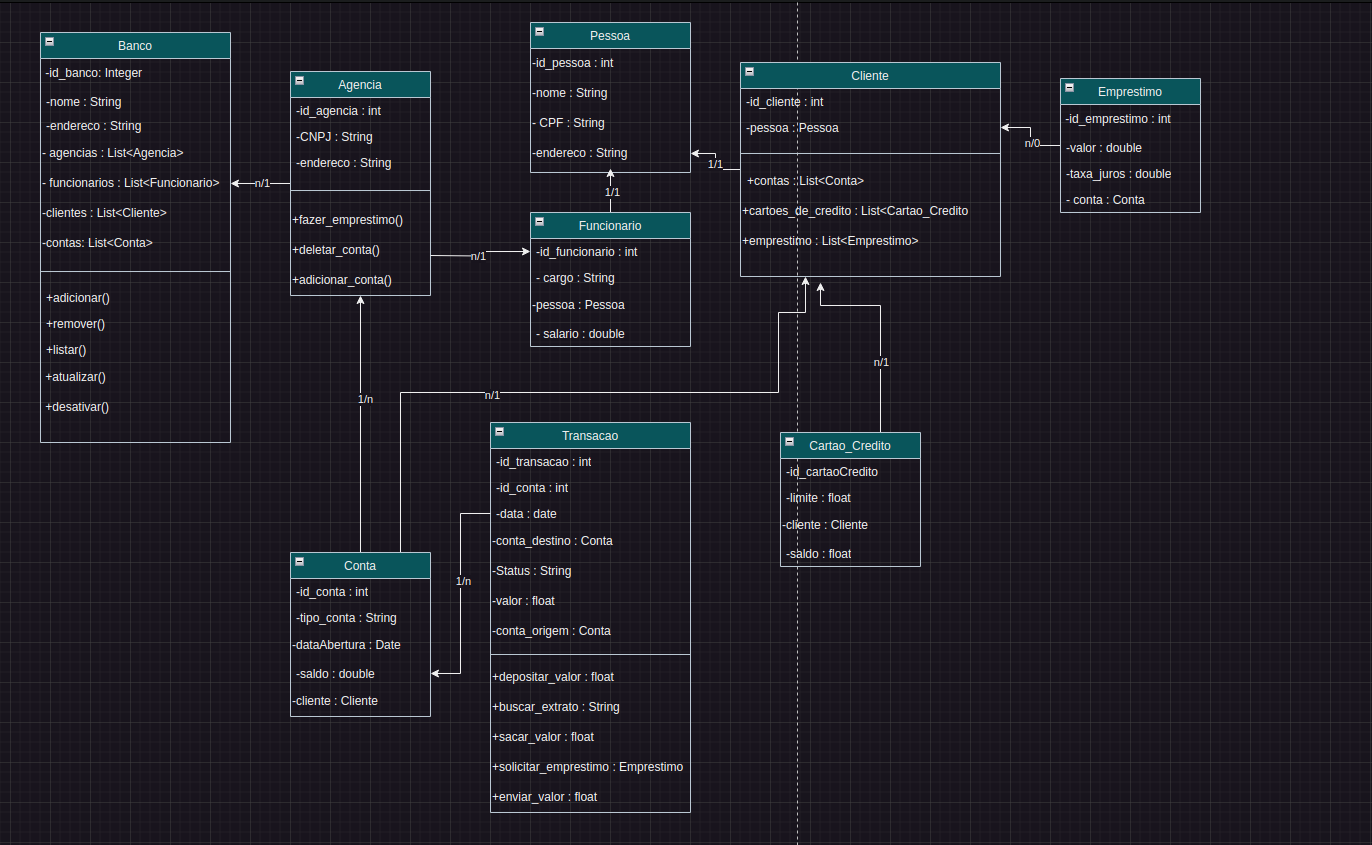 Banco
-id_banco: Integer
-nome : String
-endereco : String
- agencias : List<Agencia>
- funcionarios : List<Funcionario>
-clientes : List<Cliente>
-contas: List<Conta>
+adicionar()
+remover()
+listar()
+atualizar()
+desativar()
n/1
Agencia
-id_agencia : int
-CNPJ : String
-endereco : String
+fazer_emprestimo()
+deletar_conta()
+adicionar_conta()
n/1
1/n
Pessoa
-id_pessoa : int
-nome : String
- CPF : String
-endereco : String
1/1
Funcionario
-id_funcionario : int
- cargo : String
-pessoa : Pessoa
- salario : double
1/1
Cliente
-id_cliente : int
-pessoa : Pessoa
+contas : List<Conta>
+cartoes_de_credito : List<Cartao_Credito
+emprestimo : List<Emprestimo>
n/0
Emprestimo
-id_emprestimo : int
-valor : double
-taxa_juros : double
- conta : Conta
n/1
n/1
Conta
-id_conta : int
-tipo_conta : String
-dataAbertura : Date
-saldo : double
-cliente : Cliente
1/n
Transacao
-id_transacao : int
-id_conta : int
-data : date
-conta_destino : Conta
-Status : String
-valor : float
-conta_origem : Conta
+depositar_valor : float
+buscar_extrato : String
+sacar_valor : float
+solicitar_emprestimo : Emprestimo
+enviar_valor : float
Cartao_Credito
-id_cartaoCredito
-limite : float
-cliente : Cliente
-saldo : float